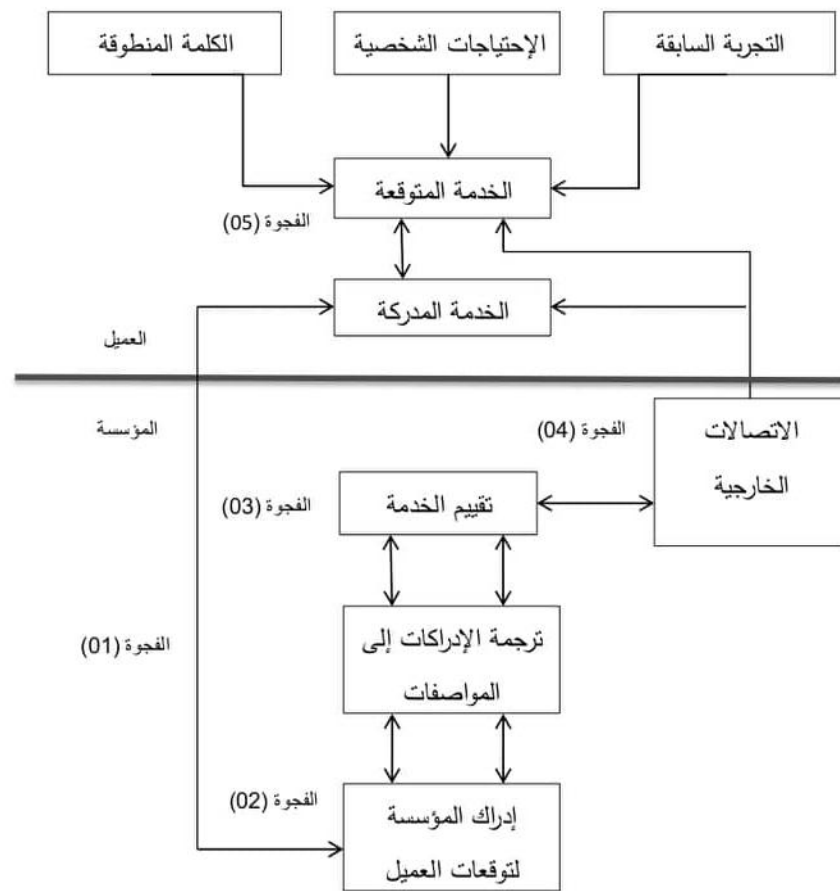 التجربة السابقة
الإحتياجات الشخصية
الكلمة المنطوقة
الخدمة المتوقعة
الفجوة (05)
الخدمة المدركة
العميل
المؤسسة
الاتصالات
الخارجية
الفجوة (04)
تقييم الخدمة
الفجوة (03)
ترجمة الإدراكات إلى
المواصفات
الفجوة (01)
إدراك المؤسسة
لتوقعات العميل
الفجوة (02)